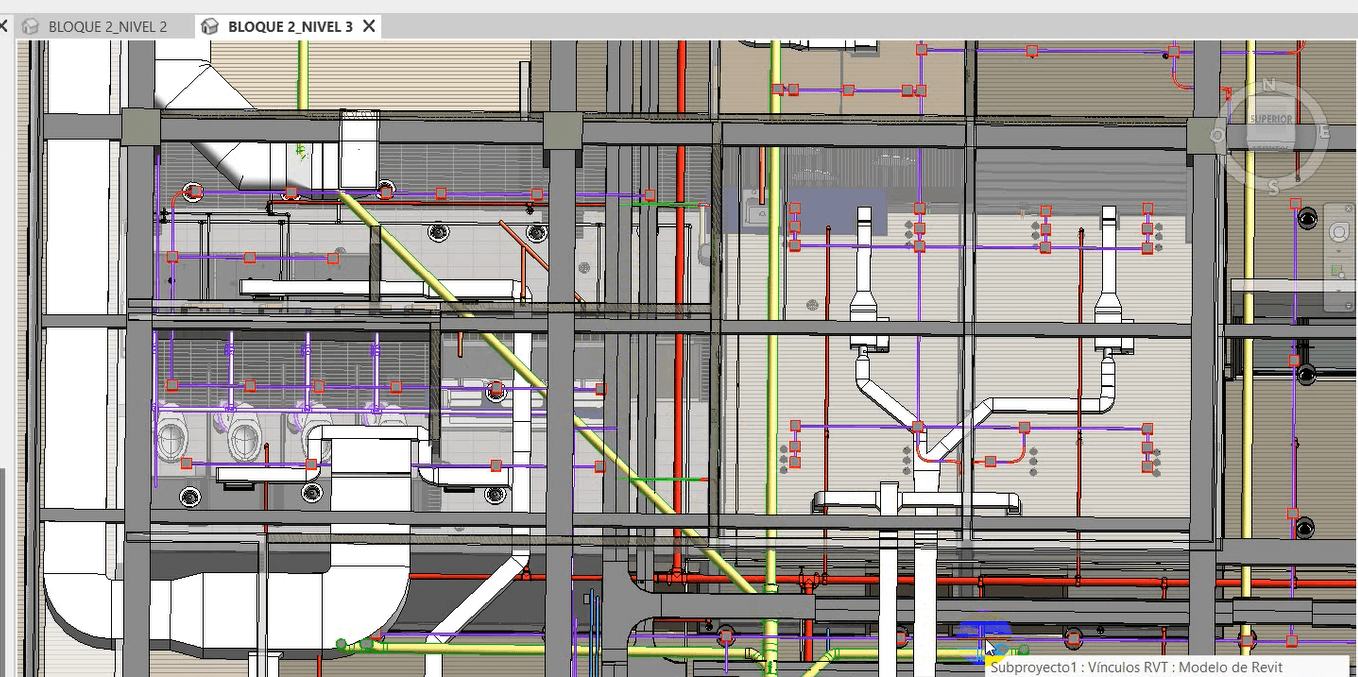 BLOQUE 2_NIVEL 2
BLOQUE 2_NIVEL 3
N
SUPERIOR
O
E
S
Subproyecto1 : Vínculos RVT : Modelo de Revit